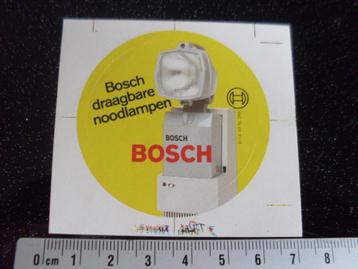 Bosch
draagbare
noodlampen
BOSCH
BOSCH
0 cm 1 2 3 4 5 6 7 8